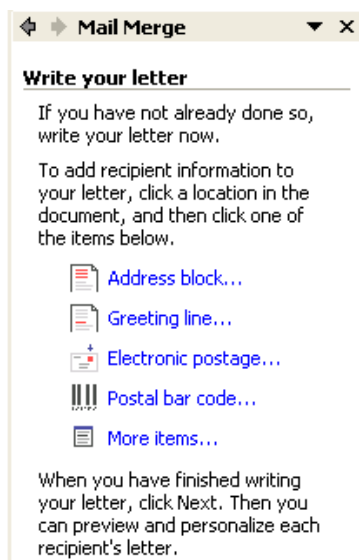 Mail Merge
Write your letter
If you have not already done so,
write your letter now.
To add recipient information to
your letter, click a location in the
document, and then click one of
the items below.
Address block...
Greeting line...
Electronic postage...
Postal bar code...
More items...
When you have finished writing
your letter, click Next. Then you
can preview and personalize each
recipient's letter.